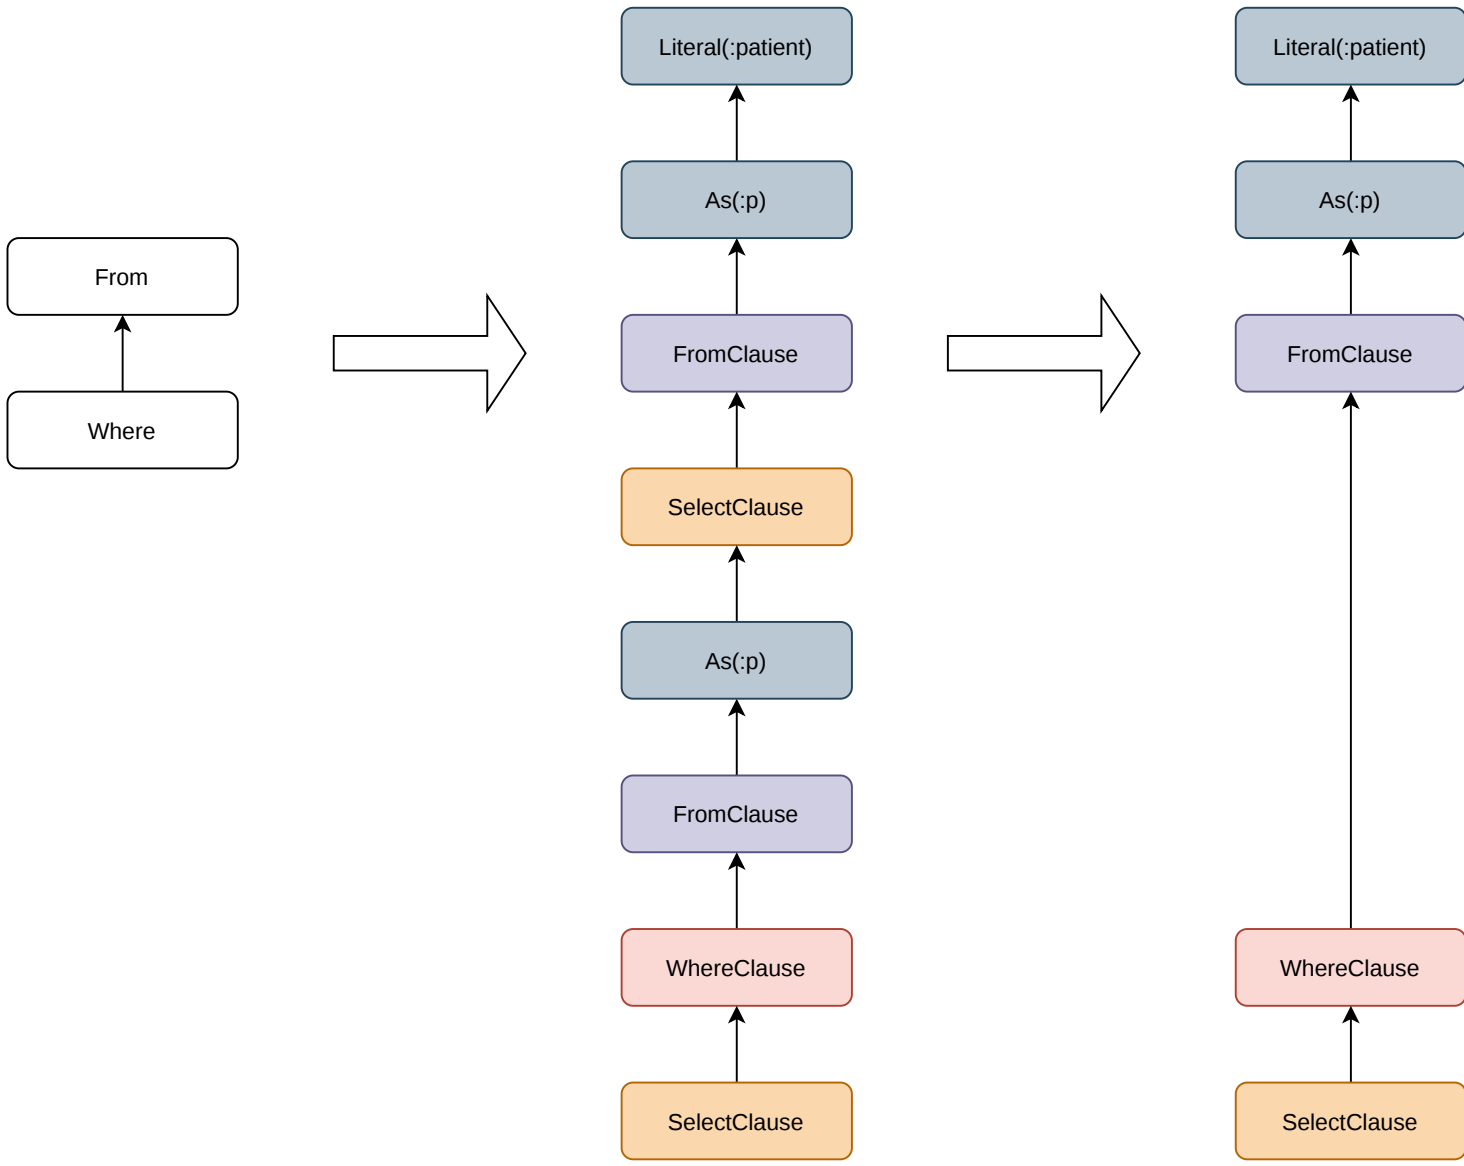 From
Where
Literal(:patient)
As(:p)
FromClause
SelectClause
As(:p)
FromClause
WhereClause
SelectClause
Literal(:patient)
As(:p)
FromClause
WhereClause
SelectClause